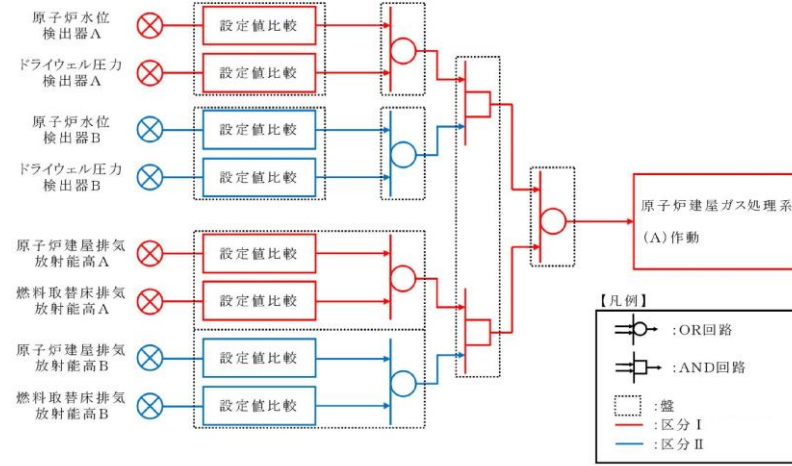 原子炉水位
検出器A
設定値比較
ドライウェル圧力
検出器A
設定値比較
原子炉水位
検出器B
設定値比較
ドライウェル圧力
検出器B
設定値比較
原子炉建屋排気
放射能高A
設定値比較
燃料取替床排気
放射能高A
設定値比較
原子炉建屋排気
放射能高B
設定値比較
燃料取替床排気
放射能高B
設定値比較
原子炉建屋ガス処理系
(A)作動
【凡例】
:OR回路
:AND回路
:盤
:区分Ⅰ
:区分Ⅱ